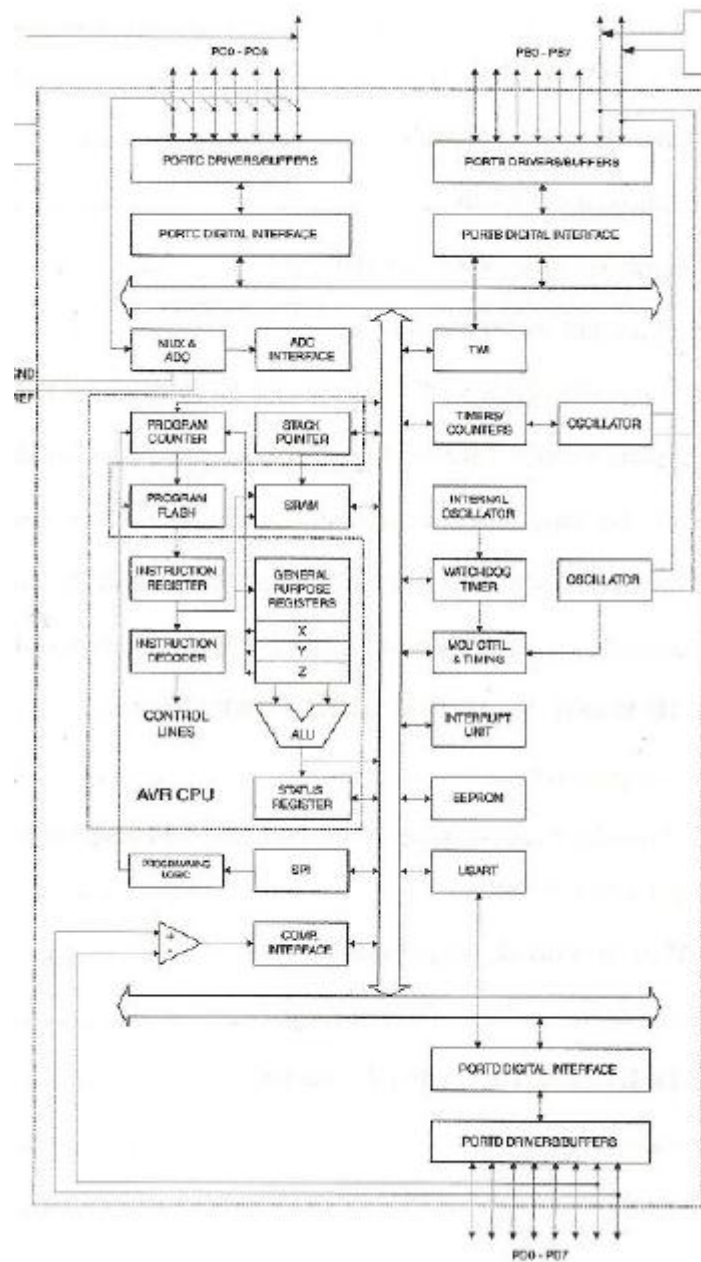 PC0 - PC6
PB0 - PB7
PORTC DRIVERS/BUFFERS
PORTB DRIVERS/BUFFERS
PORTC DIGITAL INTERFACE
PORTB DIGITAL INTERFACE
MUX &
ADC
ADC
INTERFACE
TWI
GND
REF
PROGRAM
COUNTER
STACK
POINTER
TIMERS/
COUNTERS
OSCILLATOR
PROGRAM
FLASH
SRAM
INTERNAL
OSCILLATOR
INSTRUCTION
REGISTER
GENERAL
PURPOSE
REGISTERS
WATCHDOG
TIMER
OSCILLATOR
X
Y
Z
INSTRUCTION
DECODER
MCU CTRL.
& TIMING
CONTROL
LINES
ALU
INTERRUPT
UNIT
AVR CPU
STATUS
REGISTER
EEPROM
PROGRAMMING
LOGIC
SPI
USART
+
-
COMP.
INTERFACE
PORTD DIGITAL INTERFACE
PORTD DRIVERS/BUFFERS
PD0 - PD7